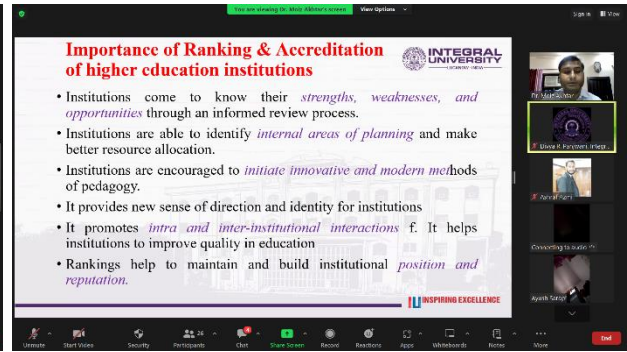 You are viewing Dr. Moiz Akhtar's screen
View Options
Sign in
View
Importance of Ranking & Accreditation
of higher education institutions
INTEGRAL
UNIVERSITY
• Institutions come to know their strengths, weaknesses, and
opportunities through an informed review process.
• Institutions are able to identify internal areas of planning and make
better resource allocation.
• Institutions are encouraged to initiate innovative and modern methods
of pedagogy.
• It provides new sense of direction and identity for institutions
• It promotes intra and inter-institutional interactions f. It helps
institutions to improve quality in education
• Rankings help to maintain and build institutional position and
reputation.
IU INSPIRING EXCELLENCE
Dr. Moiz Akhtar
Ashraf
Connecting to audio
Ayesh
Unmute
Start Video
Security
Participants
26
Chat
Share Screen
Record
Reactions
Apps
Whiteboards
Notes
More
End